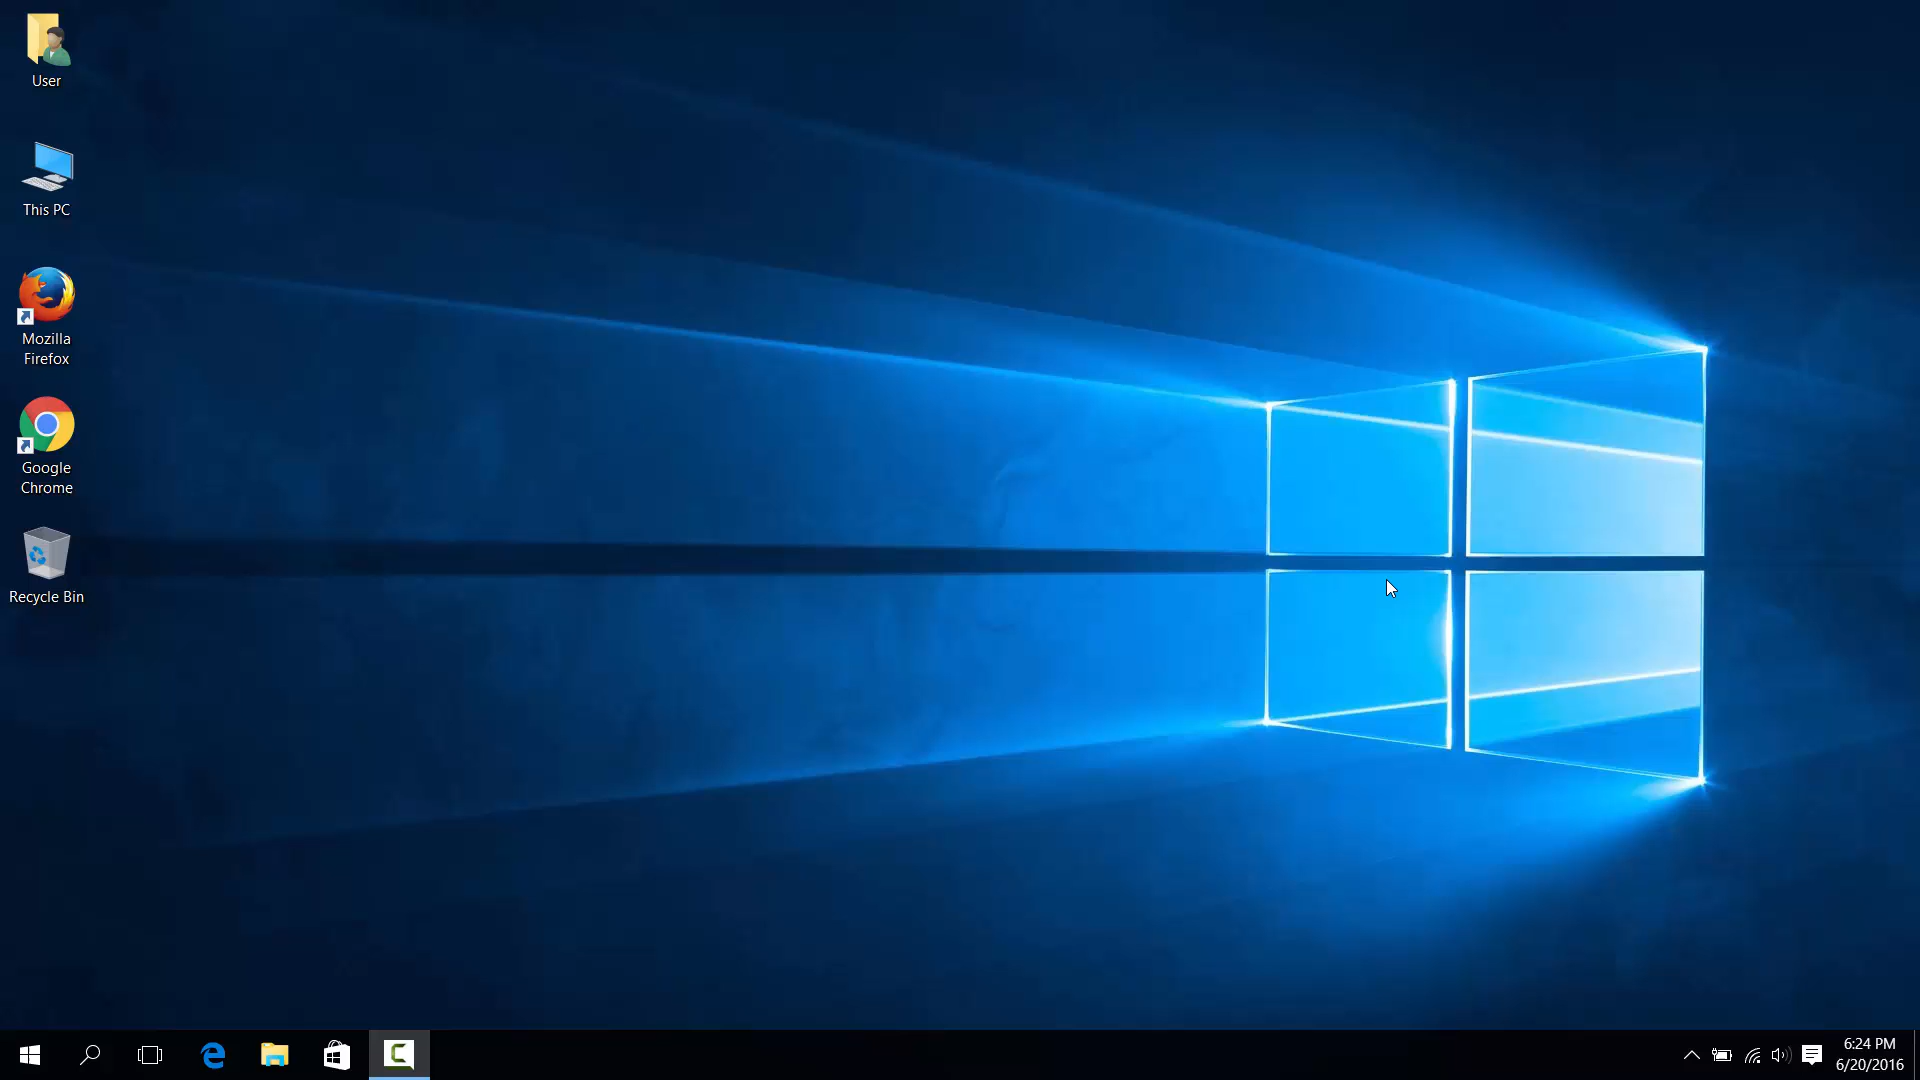 User
This PC
Mozilla
Firefox
Google
Chrome
Recycle Bin
6:24 PM
6/20/2016